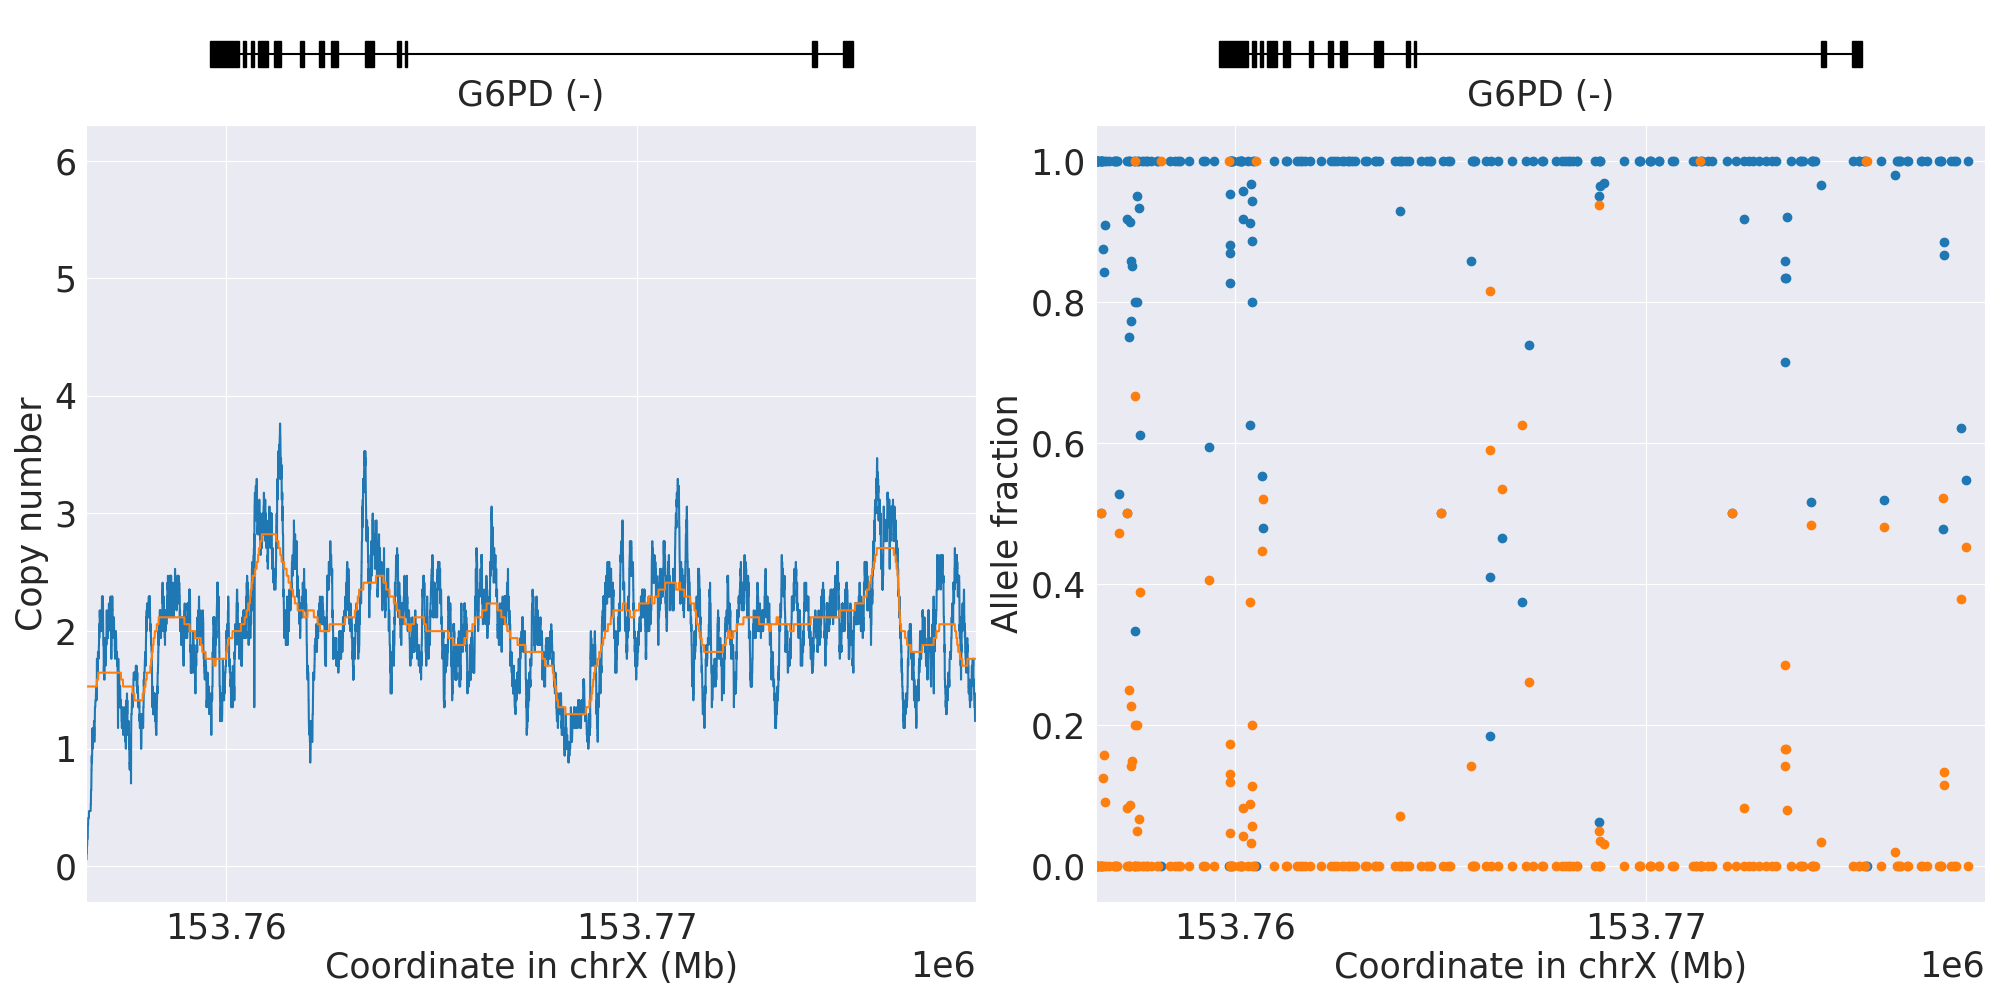 G6PD (-)
G6PD (-)
6
5
4
3
2
1
0
Copy number
153.76
153.77
Coordinate in chrX (Mb)
1e6
1.0
0.8
0.6
0.4
0.2
0.0
Allele fraction
153.76
153.77
Coordinate in chrX (Mb)
1e6